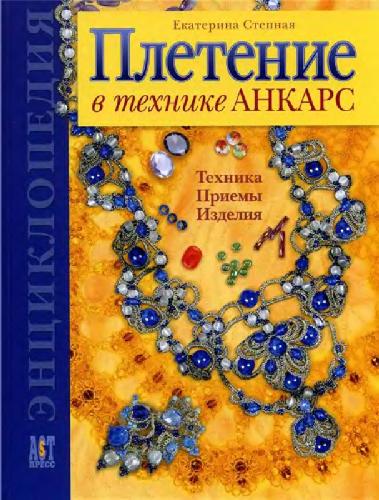 Екатерина Степная
Плетение
в технике АНКАРС
Техника
Приемы
Изделия
ЭНЦИКЛОПЕДИЯ
АСТ
ПРЕСС